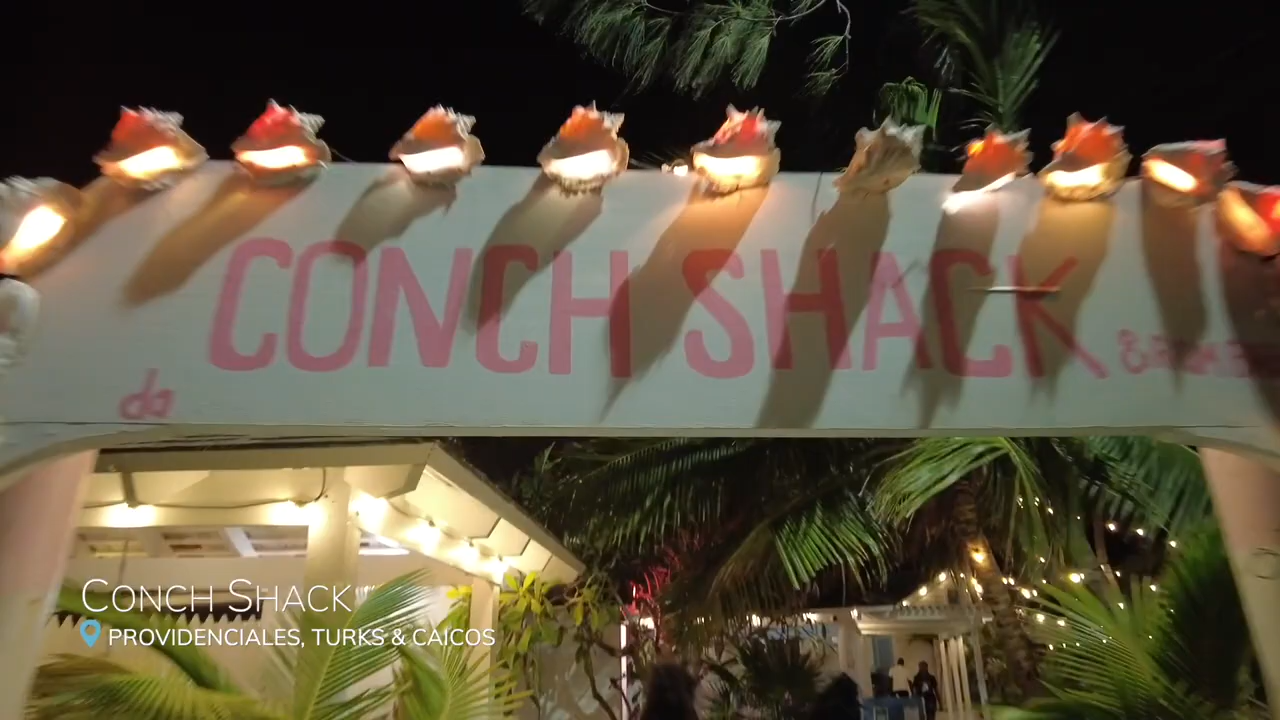 da CONCH SHACK
CONCH SHACK
PROVIDENCIALES, TURKS & CAICOS